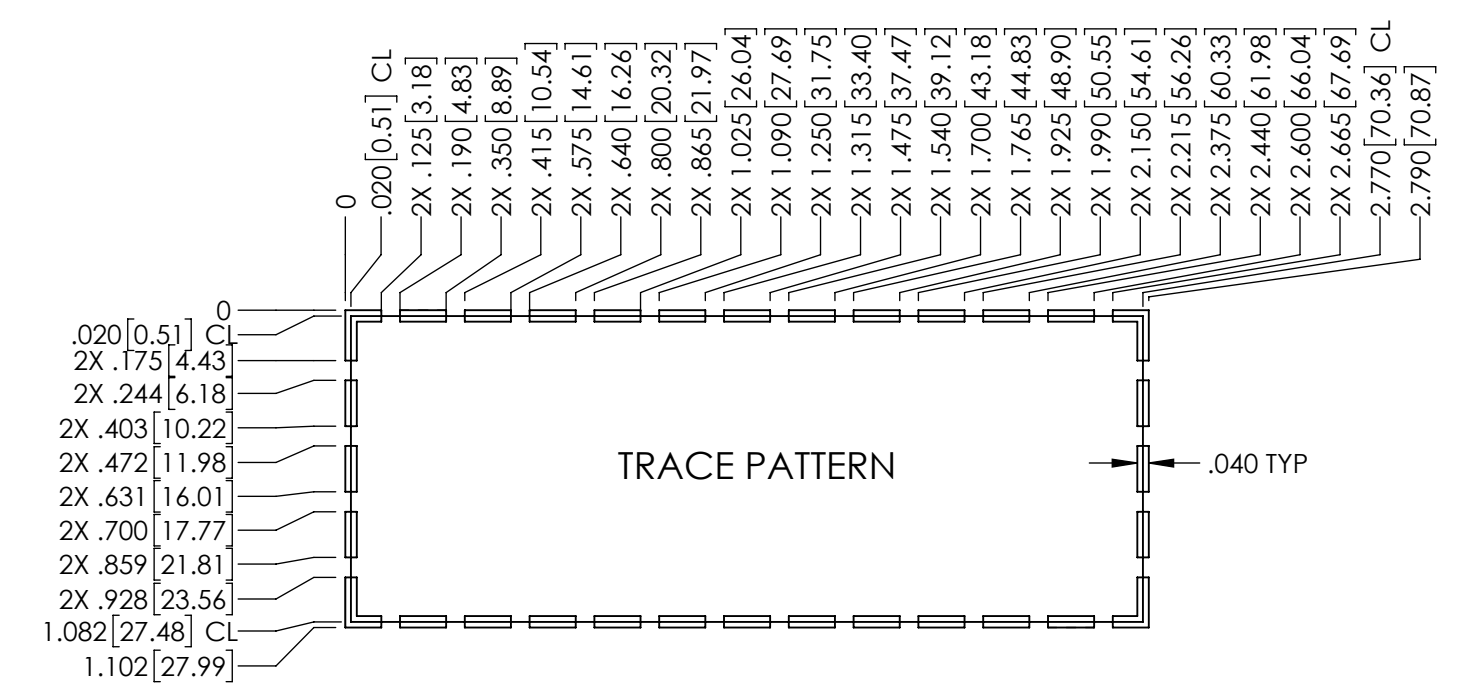 0
.020[0.51] CL
2X .125[3.18]
2X .190[4.83]
2X .350[8.89]
2X .415[10.54]
2X .575[14.61]
2X .640[16.26]
2X .800[20.32]
2X .865[21.97]
2X 1.025[26.04]
2X 1.090[27.69]
2X 1.250[31.75]
2X 1.315[33.40]
2X 1.475[37.47]
2X 1.540[39.12]
2X 1.700[43.18]
2X 1.765[44.83]
2X 1.925[48.90]
2X 1.990[50.55]
2X 2.150[54.61]
2X 2.215[56.26]
2X 2.375[60.33]
2X 2.440[61.98]
2X 2.600[66.04]
2X 2.665[67.69]
2.770[70.36] CL
2.790[70.87]
0
.020[0.51] CL
2X .175[4.43]
2X .244[6.18]
2X .403[10.22]
2X .472[11.98]
2X .631[16.01]
2X .700[17.77]
2X .859[21.81]
2X .928[23.56]
1.082[27.48] CL
1.102[27.99]
TRACE PATTERN
.040 TYP